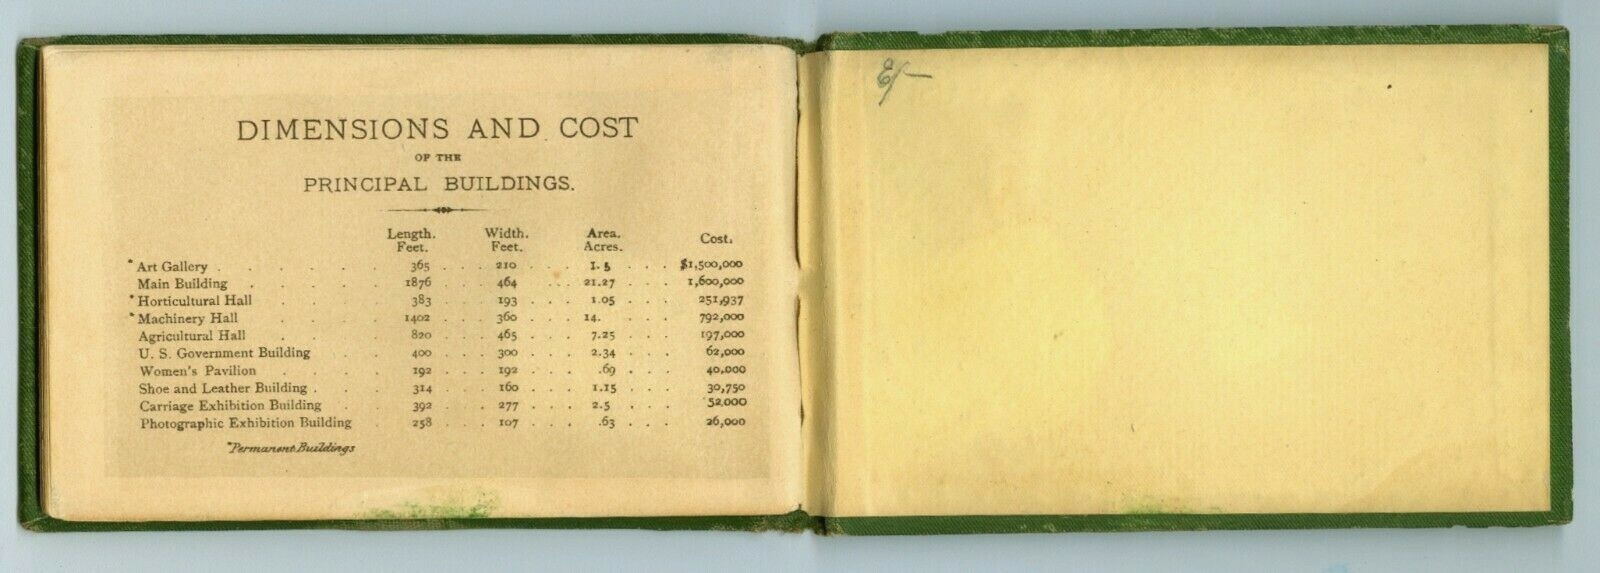 DIMENSIONS AND COST
OF THE
PRINCIPAL BUILDINGS.
Length. Feet. Width. Feet. Area. Acres. Cost.
*Art Gallery . . . . . . 365 . . . 210 . . . 1.5 . . . $1,500,000
Main Building . . . . . 1876 . . . 464 . . . 21.27 . . . 1,600,000
*Horticultural Hall . . . . 383 . . . 193 . . . 1.05 . . . 251,937
*Machinery Hall . . . . 1402 . . . 360 . . . 14. . . . 792,000
Agricultural Hall . . . . 820 . . . 465 . . . 7.25 . . . 197,000
U. S. Government Building . . 400 . . . 300 . . . 2.34 . . . 62,000
Women's Pavilion . . . . 192 . . . 192 . . . .69 . . . 40,000
Shoe and Leather Building . . . 314 . . . 160 . . . 1.15 . . . 30,750
Carriage Exhibition Building . . 392 . . . 277 . . . 2.5 . . . 52,000
Photographic Exhibition Building . 258 . . . 107 . . . .63 . . . 26,000
*Permanent Buildings